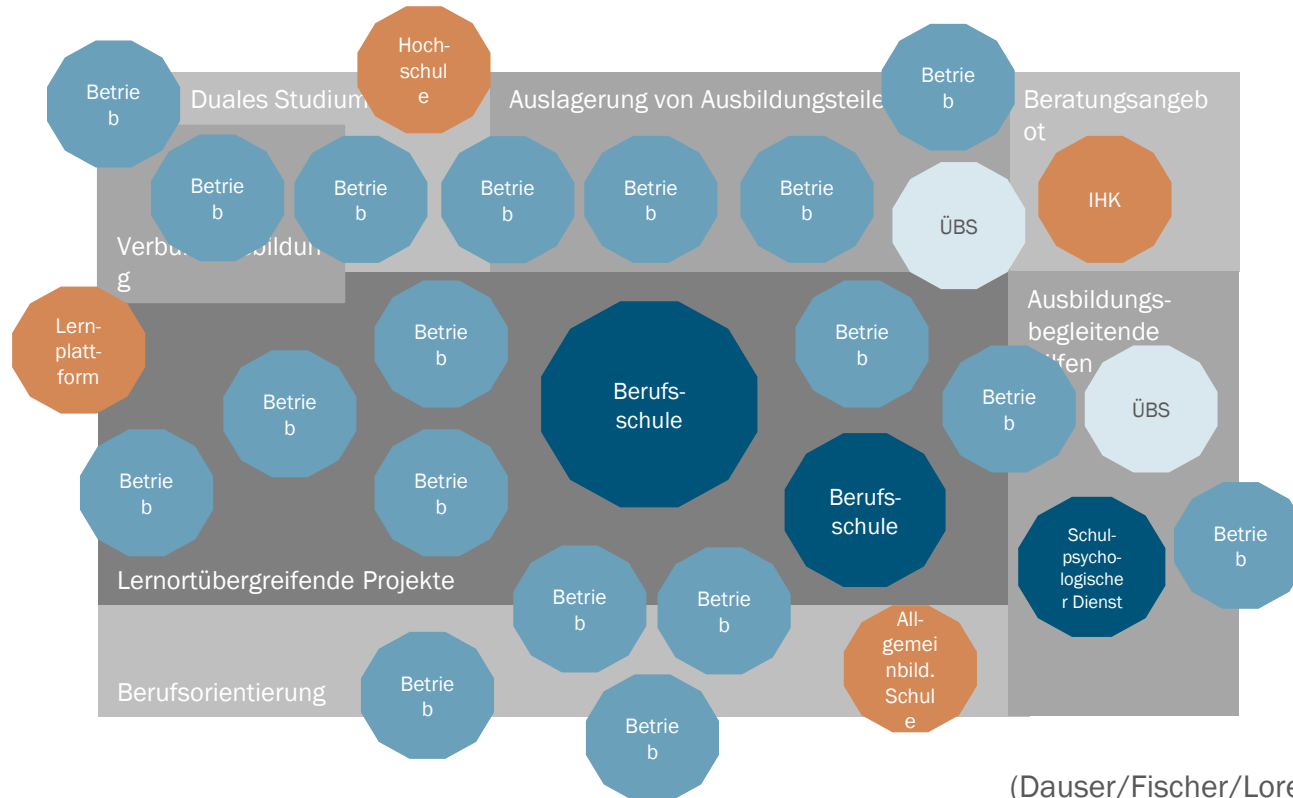 Hoch-
schul
e
Betrie
b
Duales Studium
Auslagerung von Ausbildungsteile
Betrie
b
Beratungsangeb
ot
Betrie
b
Betrie
b
Betrie
b
Betrie
b
Betrie
b
ÜBS
IHK
g
Lern-
platt-
form
Betrie
b
Betrie
b
Berufs-
schule
Betrie
b
Ausbildungs-
begleitende
Betrie
b
ÜBS
Betrie
b
Betrie
b
Berufs-
schule
Schul-
psycho-
logische
r Dienst
Betrie
b
Lernortübergreifende Projekte
Betrie
b
Betrie
b
All-
gemei
nbild.
Schul
e
Berufsorientierung
Betrie
b
Betrie
b
(Dauser/Fischer/Lore